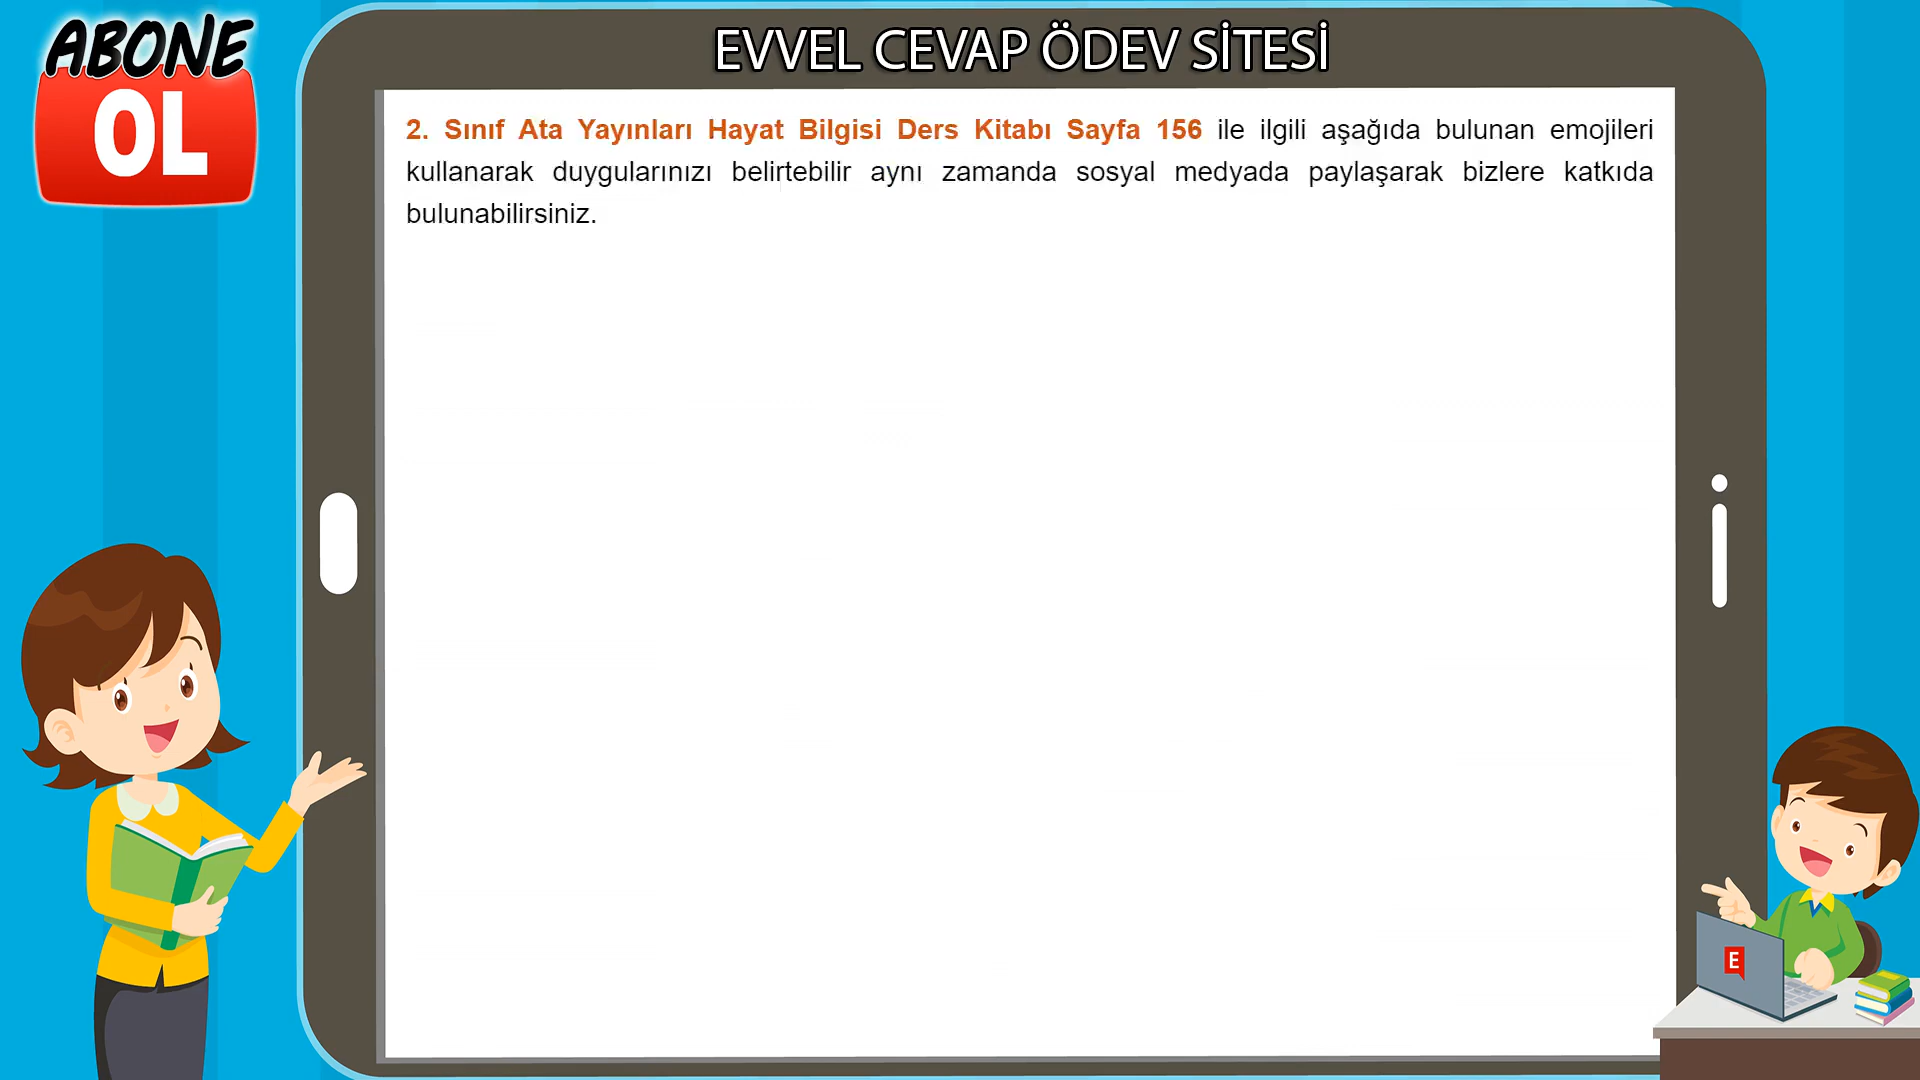 ABONE
OL
EVVEL CEVAP ÖDEV SİTESİ
2. Sınıf Ata Yayınları Hayat Bilgisi Ders Kitabı Sayfa 156 ile ilgili aşağıda bulunan emojileri
kullanarak duygularınızı belirtebilir aynı zamanda sosyal medyada paylaşarak bizlere katkıda
bulunabilirsiniz.
E